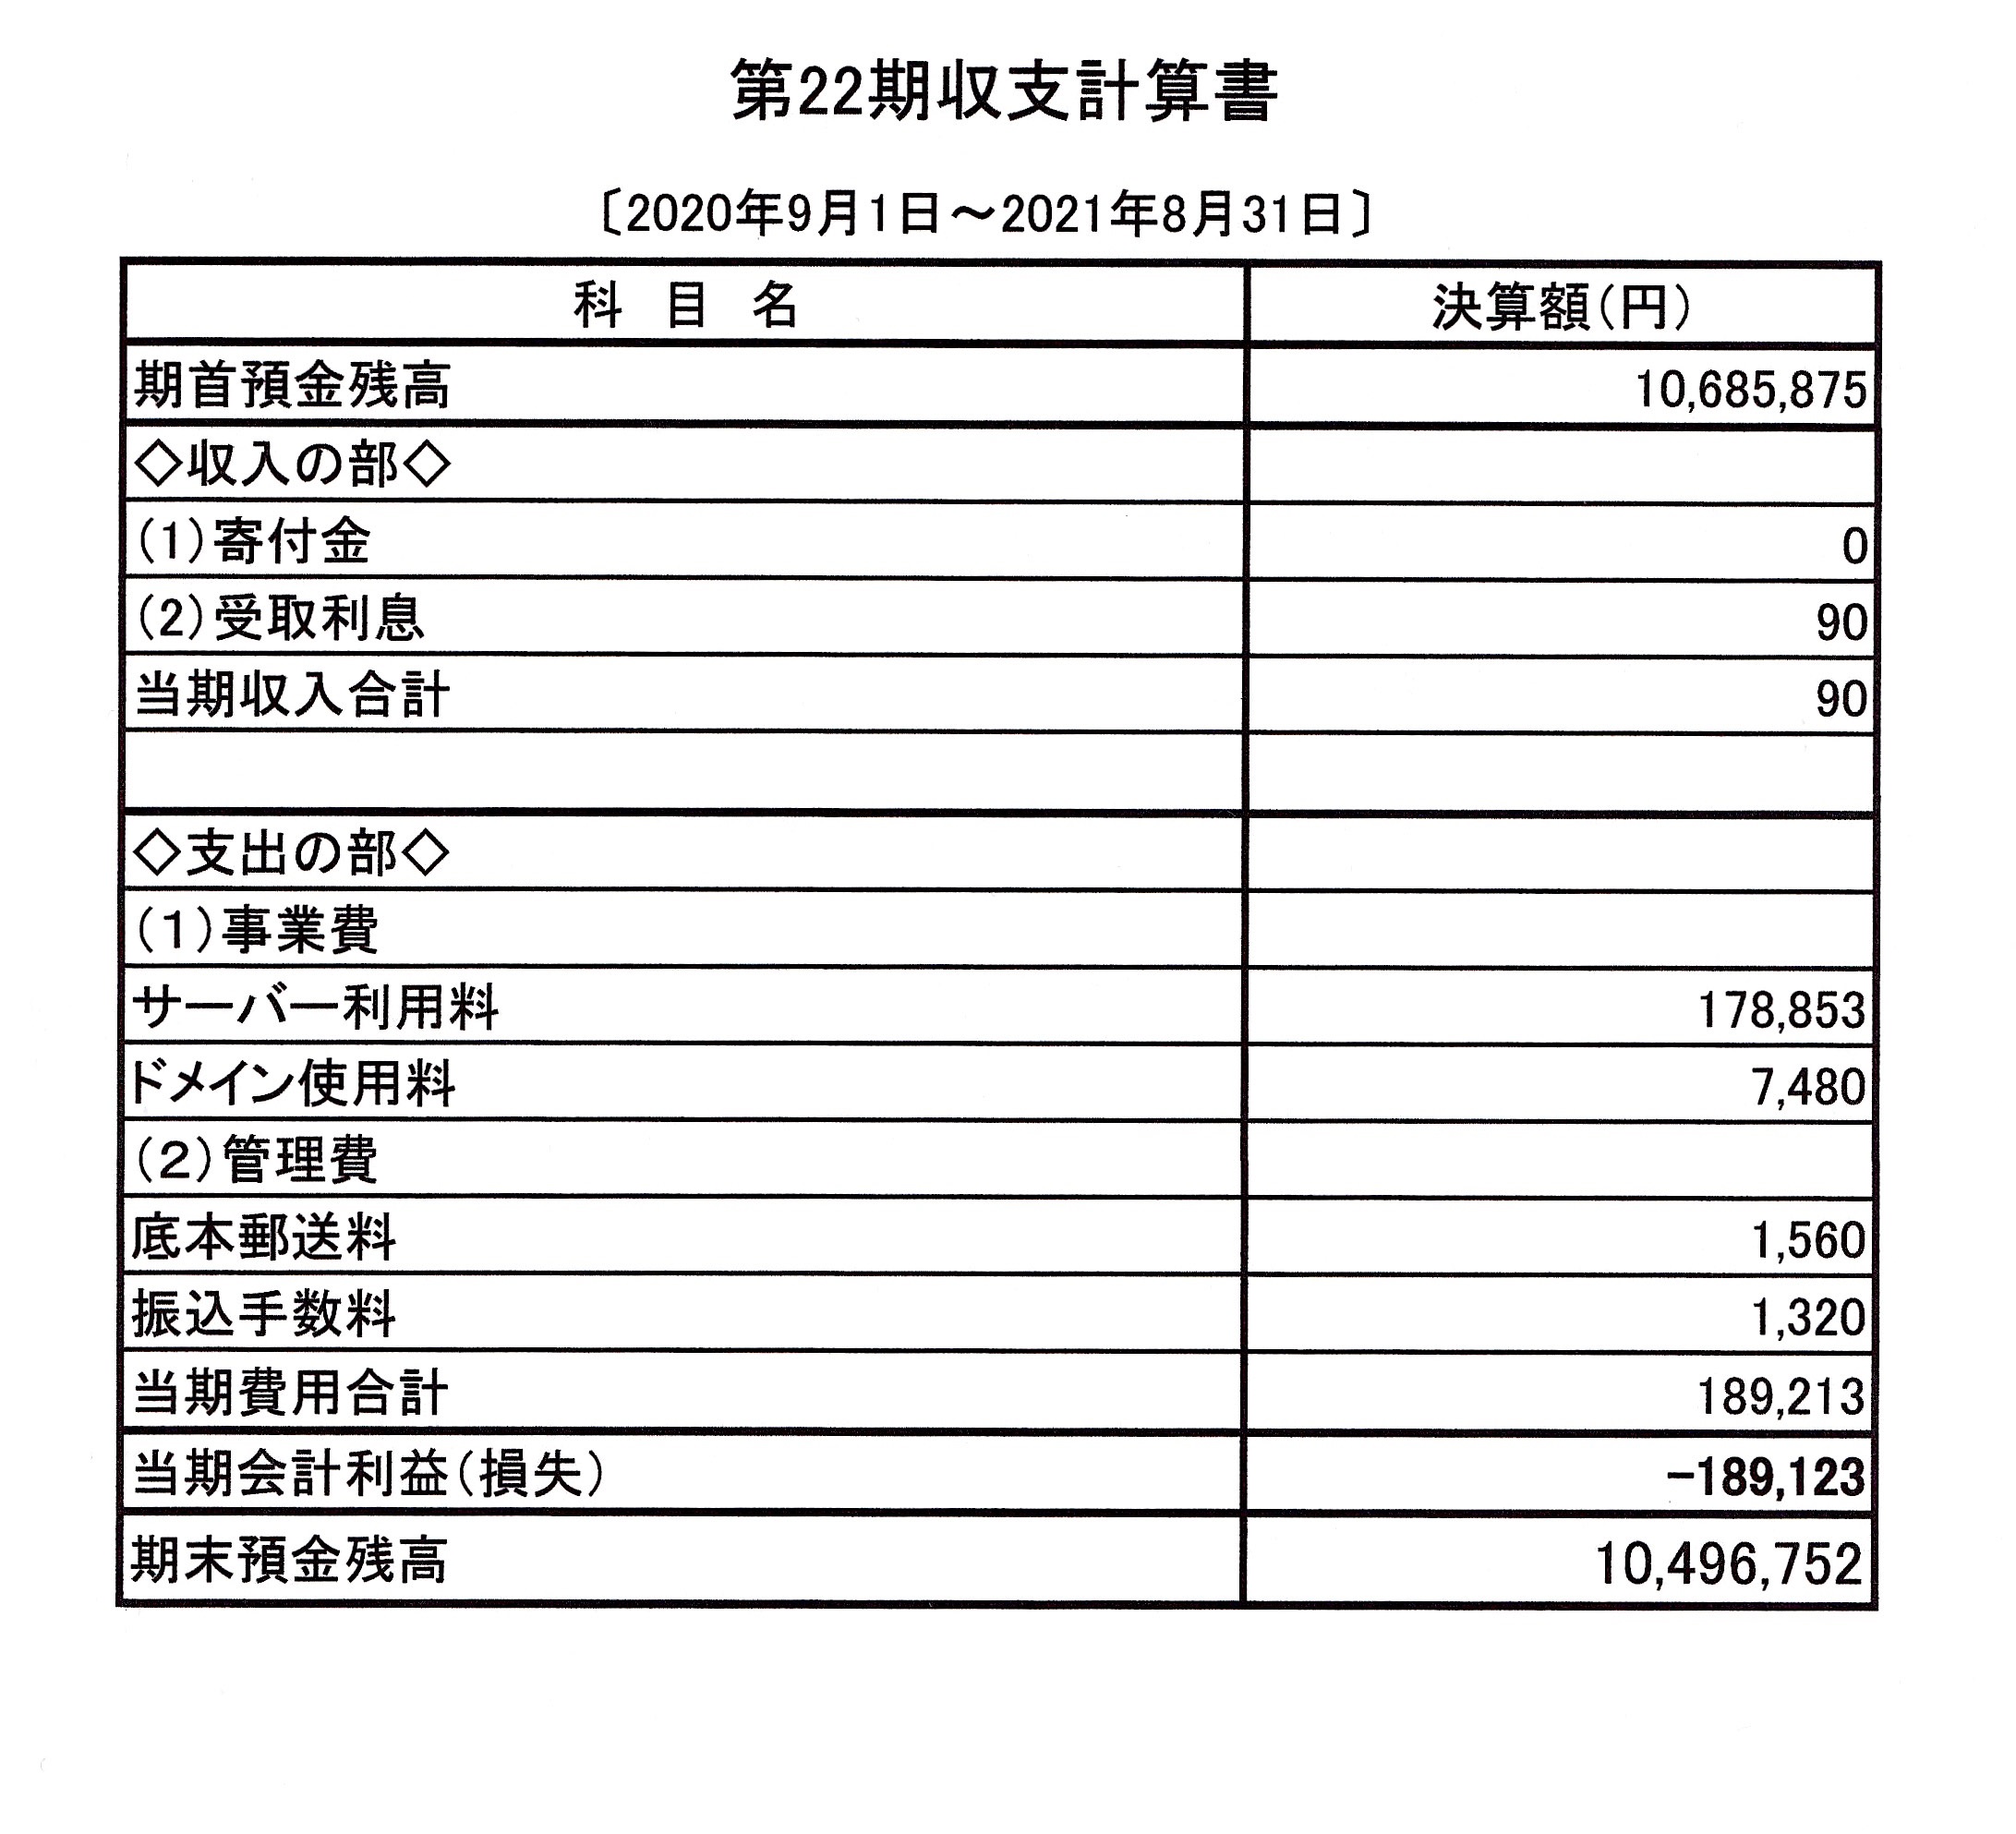 第22期収支計算書
〔2020年9月1日～2021年8月31日〕
科 目 名 決算額(円)
期首預金残高 10,685,875
◇収入の部◇
(1)寄付金 0
(2)受取利息 90
当期収入合計 90
◇支出の部◇
(1)事業費
サーバー利用料 178,853
ドメイン使用料 7,480
(2)管理費
底本郵送料 1,560
振込手数料 1,320
当期費用合計 189,213
当期会計利益(損失) -189,123
期末預金残高 10,496,752